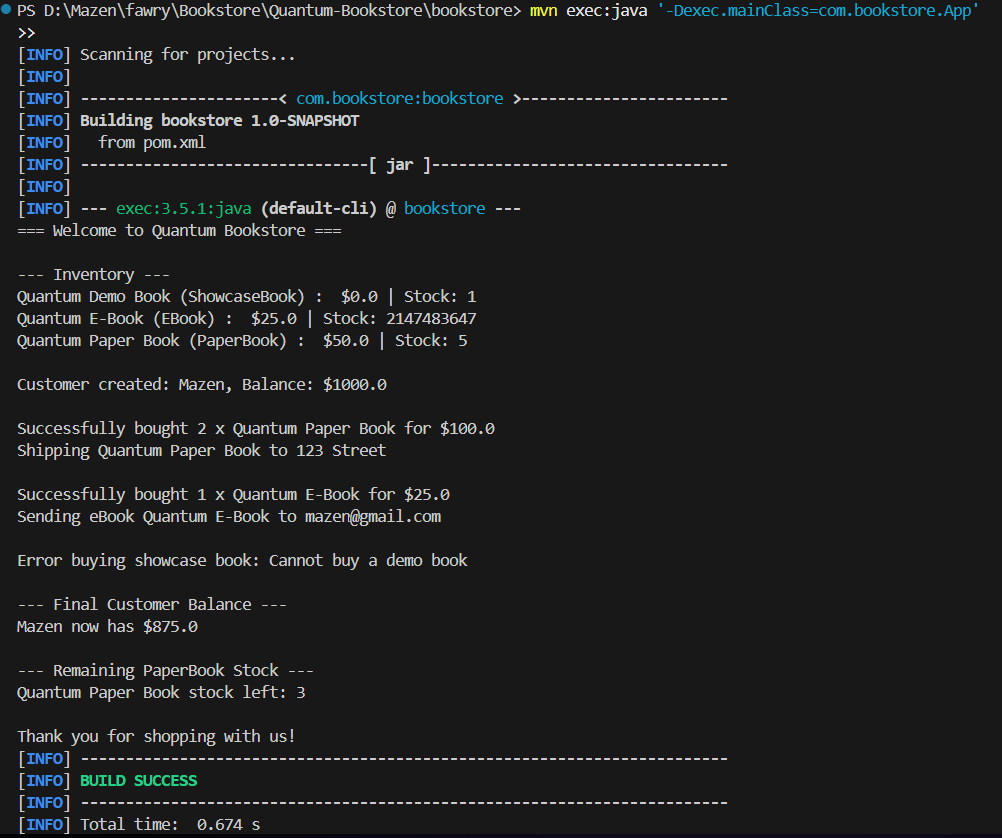 PS D:\Mazen\fawry\Bookstore\Quantum-Bookstore\bookstore> mvn exec:java '-Dexec.mainClass=com.bookstore.App'
>>
[INFO] Scanning for projects...
[INFO]
[INFO] ----------------------< com.bookstore:bookstore >-----------------------
[INFO] Building bookstore 1.0-SNAPSHOT
[INFO]   from pom.xml
[INFO] --------------------------------[ jar ]---------------------------------
[INFO]
[INFO] --- exec:3.5.1:java (default-cli) @ bookstore ---
=== Welcome to Quantum Bookstore ===

--- Inventory ---
Quantum Demo Book (ShowcaseBook) :  $0.0 | Stock: 1
Quantum E-Book (EBook) :  $25.0 | Stock: 2147483647
Quantum Paper Book (PaperBook) :  $50.0 | Stock: 5

Customer created: Mazen, Balance: $1000.0

Successfully bought 2 x Quantum Paper Book for $100.0
Shipping Quantum Paper Book to 123 Street

Successfully bought 1 x Quantum E-Book for $25.0
Sending eBook Quantum E-Book to mazen@gmail.com

Error buying showcase book: Cannot buy a demo book

--- Final Customer Balance ---
Mazen now has $875.0

--- Remaining PaperBook Stock ---
Quantum Paper Book stock left: 3

Thank you for shopping with us!
[INFO] ------------------------------------------------------------------------
[INFO] BUILD SUCCESS
[INFO] ------------------------------------------------------------------------
[INFO] Total time:  0.674 s